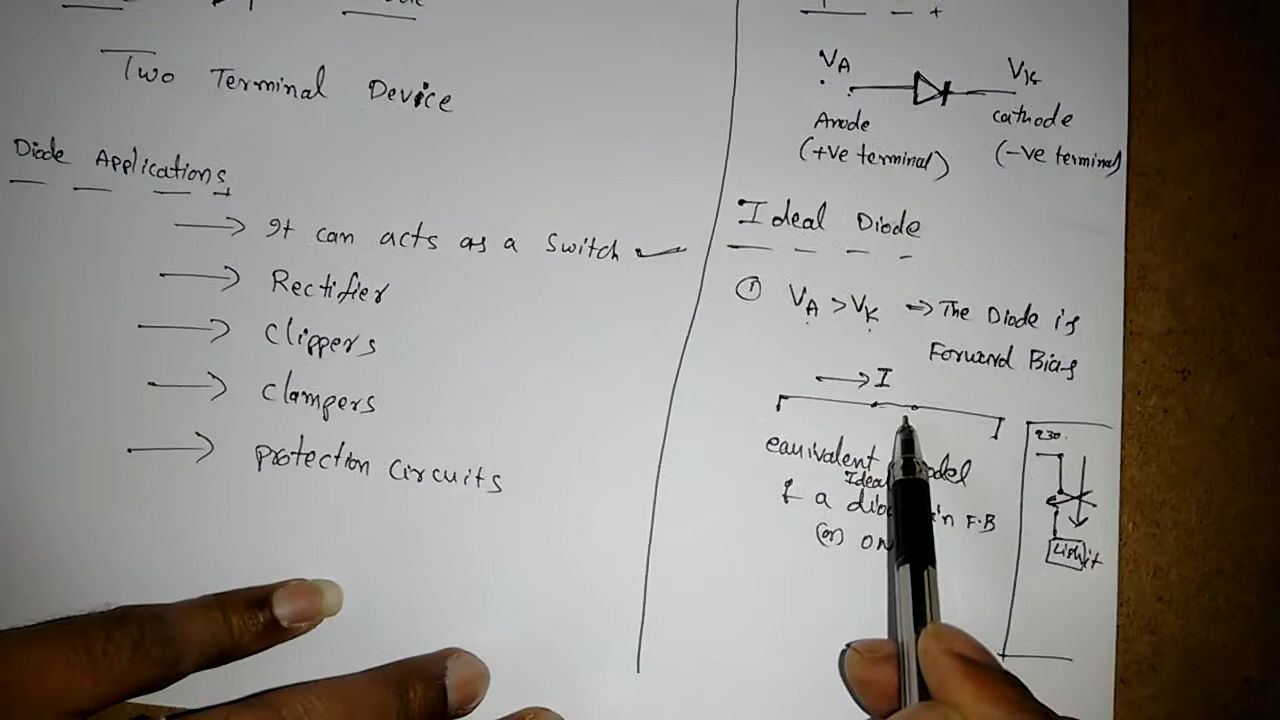 Two Terminal Device
Diode Applications
It can acts as a Switch
Rectifier
Clippers
Clampers
protection Circuits
VA
VK
Anode
cathode
(+ve terminal)
(-ve terminal)
Ideal Diode
① VA > VK ⇒ The Diode is
Forward Bias
→ I
equivalent
Ideal
a in F.B
(or) on
230.